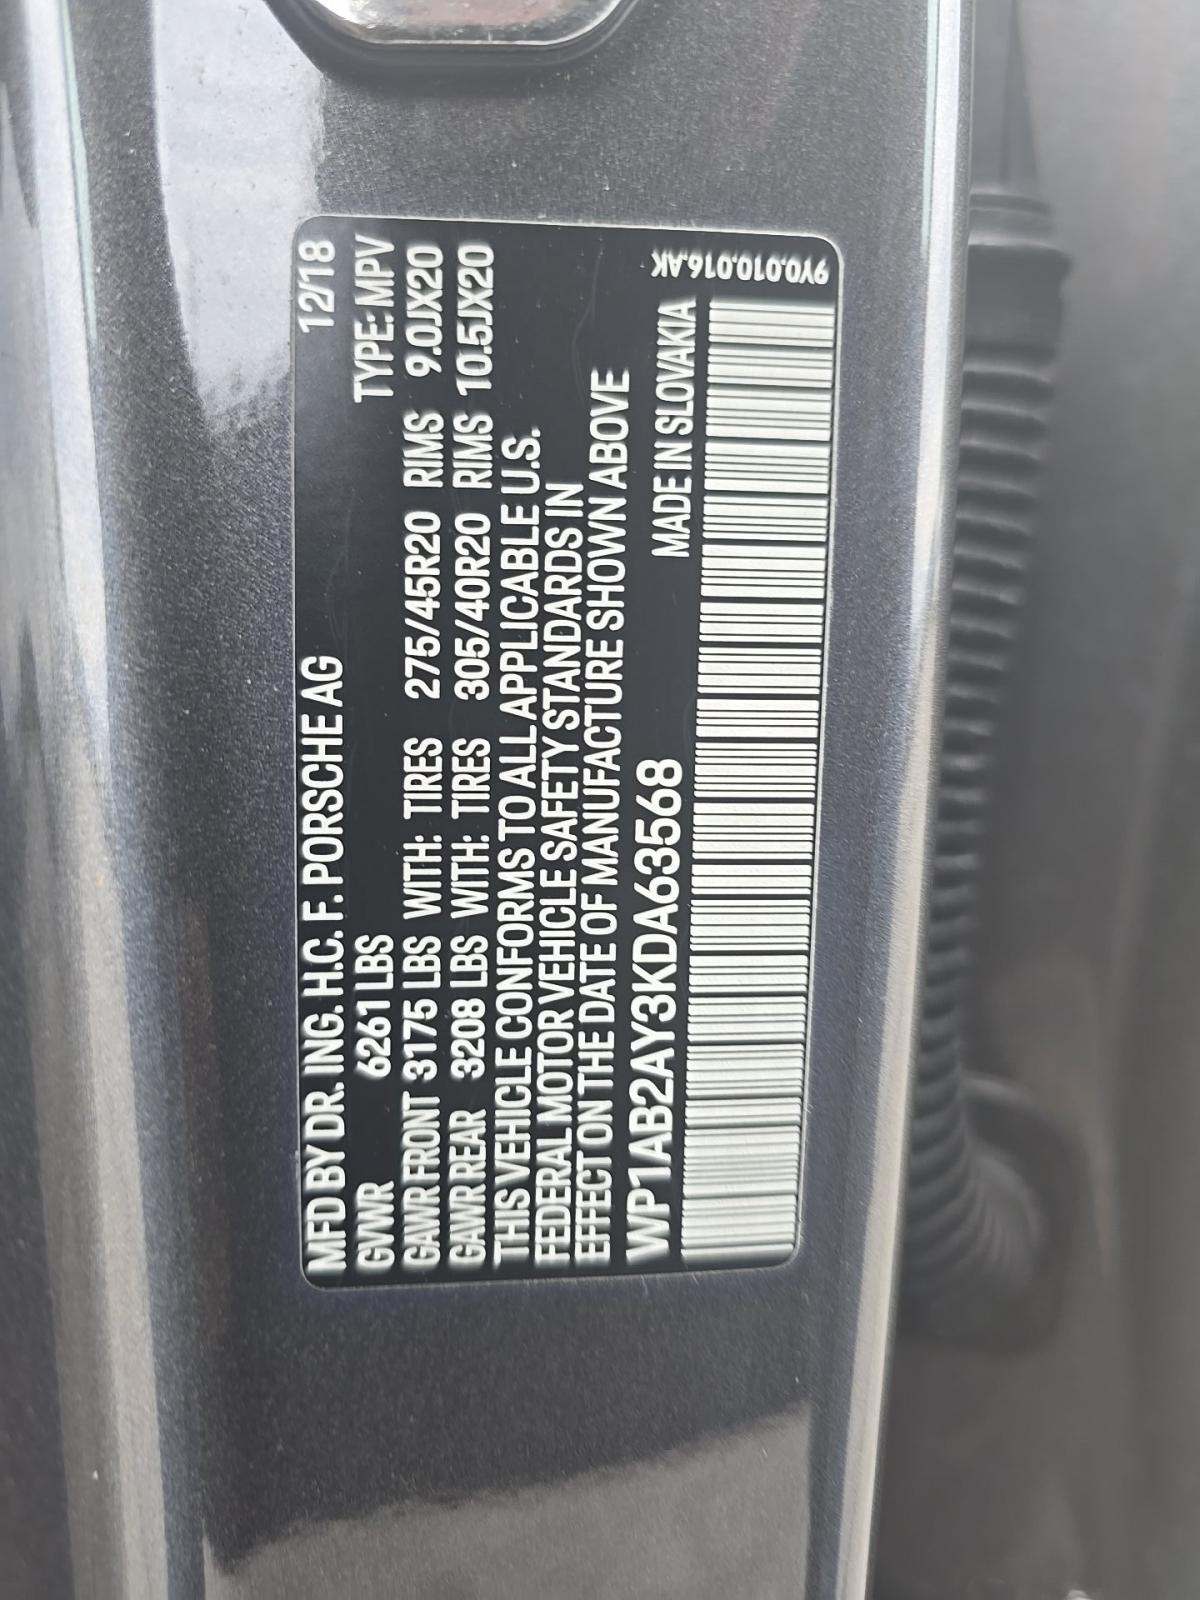 MFD BY DR. ING. H.C. F. PORSCHE AG 12/18
GVWR 6261 LBS TYPE: MPV
GAWR FRONT 3175 LBS WITH: TIRES 275/45R20 RIMS 9.0JX20
GAWR REAR 3208 LBS WITH: TIRES 305/40R20 RIMS 10.5JX20
THIS VEHICLE CONFORMS TO ALL APPLICABLE U.S.
FEDERAL MOTOR VEHICLE SAFETY STANDARDS IN
EFFECT ON THE DATE OF MANUFACTURE SHOWN ABOVE
WP1AB2AY3KDA63568 MADE IN SLOVAKIA
9Y0.010.016.AK